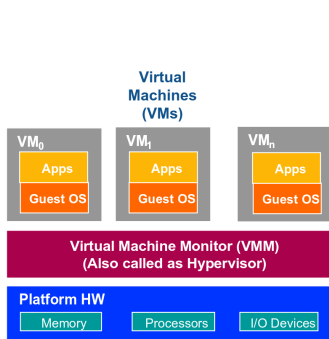 Virtual
Machines
(VMs)
VM0 VM1 VMn
Apps Apps Apps
Guest OS Guest OS Guest OS
Virtual Machine Monitor (VMM)
(Also called as Hypervisor)
Platform HW
Memory Processors I/O Devices